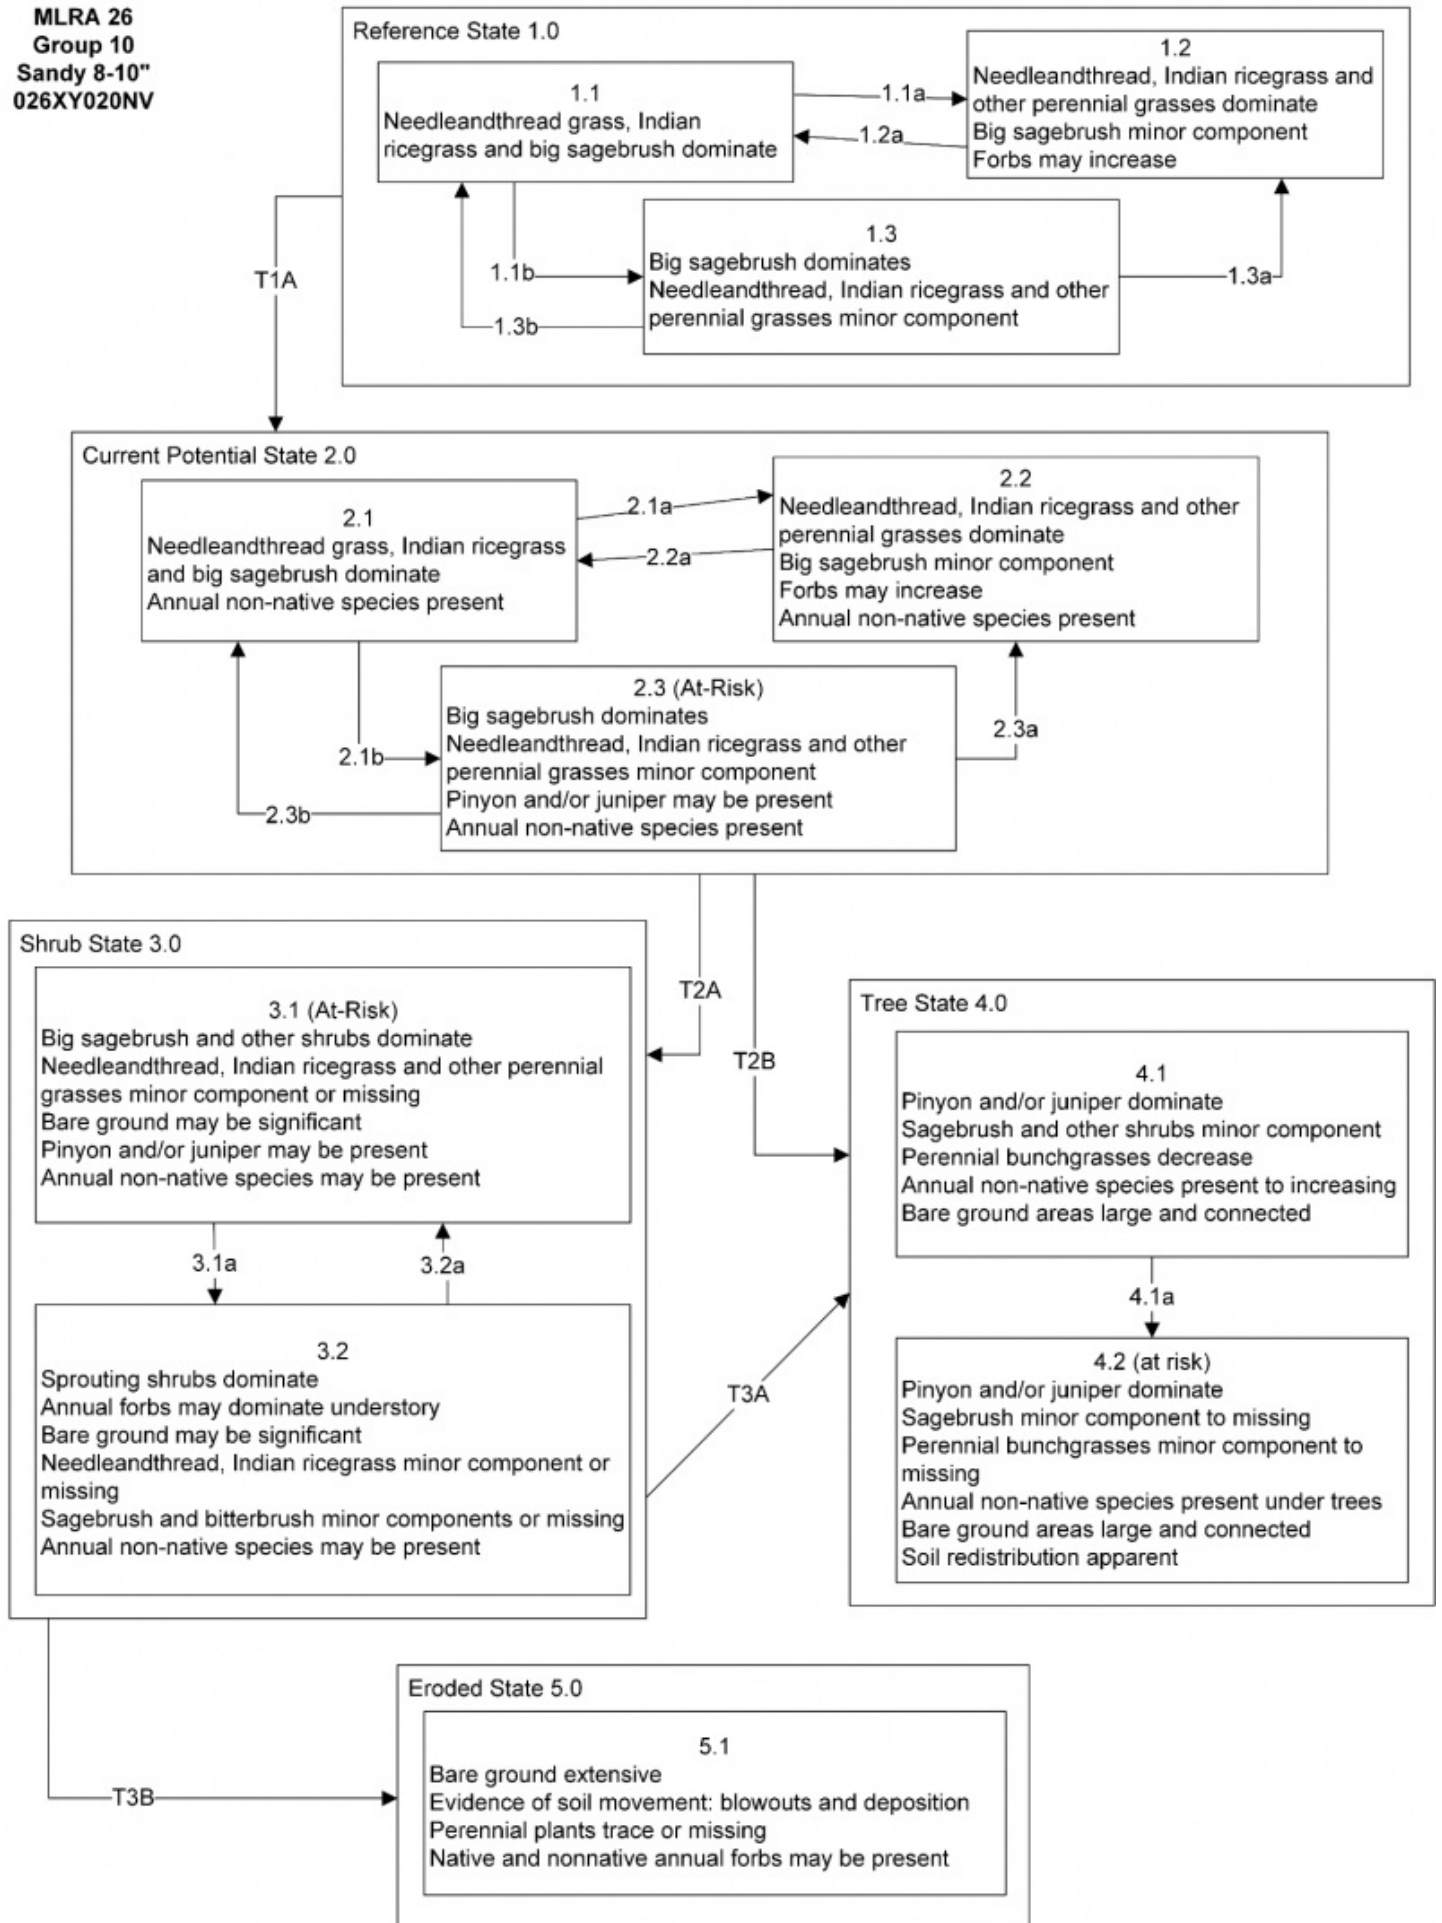 MLRA 26
Group 10
Sandy 8-10"
026XY020NV
Reference State 1.0
1.1
Needleandthread grass, Indian
ricegrass and big sagebrush dominate
1.1a
1.2a
1.2
Needleandthread, Indian ricegrass and
other perennial grasses dominate
Big sagebrush minor component
Forbs may increase
1.3
Big sagebrush dominates
Needleandthread, Indian ricegrass and other
perennial grasses minor component
1.1b
1.3b
1.3a
T1A
Current Potential State 2.0
2.1
Needleandthread grass, Indian ricegrass
and big sagebrush dominate
Annual non-native species present
2.1a
2.2a
2.2
Needleandthread, Indian ricegrass and other
perennial grasses dominate
Big sagebrush minor component
Forbs may increase
Annual non-native species present
2.3 (At-Risk)
Big sagebrush dominates
Needleandthread, Indian ricegrass and other
perennial grasses minor component
Pinyon and/or juniper may be present
Annual non-native species present
2.1b
2.3b
2.3a
T2A
T2B
Shrub State 3.0
3.1 (At-Risk)
Big sagebrush and other shrubs dominate
Needleandthread, Indian ricegrass and other perennial
grasses minor component or missing
Bare ground may be significant
Pinyon and/or juniper may be present
Annual non-native species may be present
3.1a
3.2a
3.2
Sprouting shrubs dominate
Annual forbs may dominate understory
Bare ground may be significant
Needleandthread, Indian ricegrass minor component or
missing
Sagebrush and bitterbrush minor components or missing
Annual non-native species may be present
T3A
Tree State 4.0
4.1
Pinyon and/or juniper dominate
Sagebrush and other shrubs minor component
Perennial bunchgrasses decrease
Annual non-native species present to increasing
Bare ground areas large and connected
4.1a
4.2 (at risk)
Pinyon and/or juniper dominate
Sagebrush minor component to missing
Perennial bunchgrasses minor component to
missing
Annual non-native species present under trees
Bare ground areas large and connected
Soil redistribution apparent
T3B
Eroded State 5.0
5.1
Bare ground extensive
Evidence of soil movement: blowouts and deposition
Perennial plants trace or missing
Native and nonnative annual forbs may be present